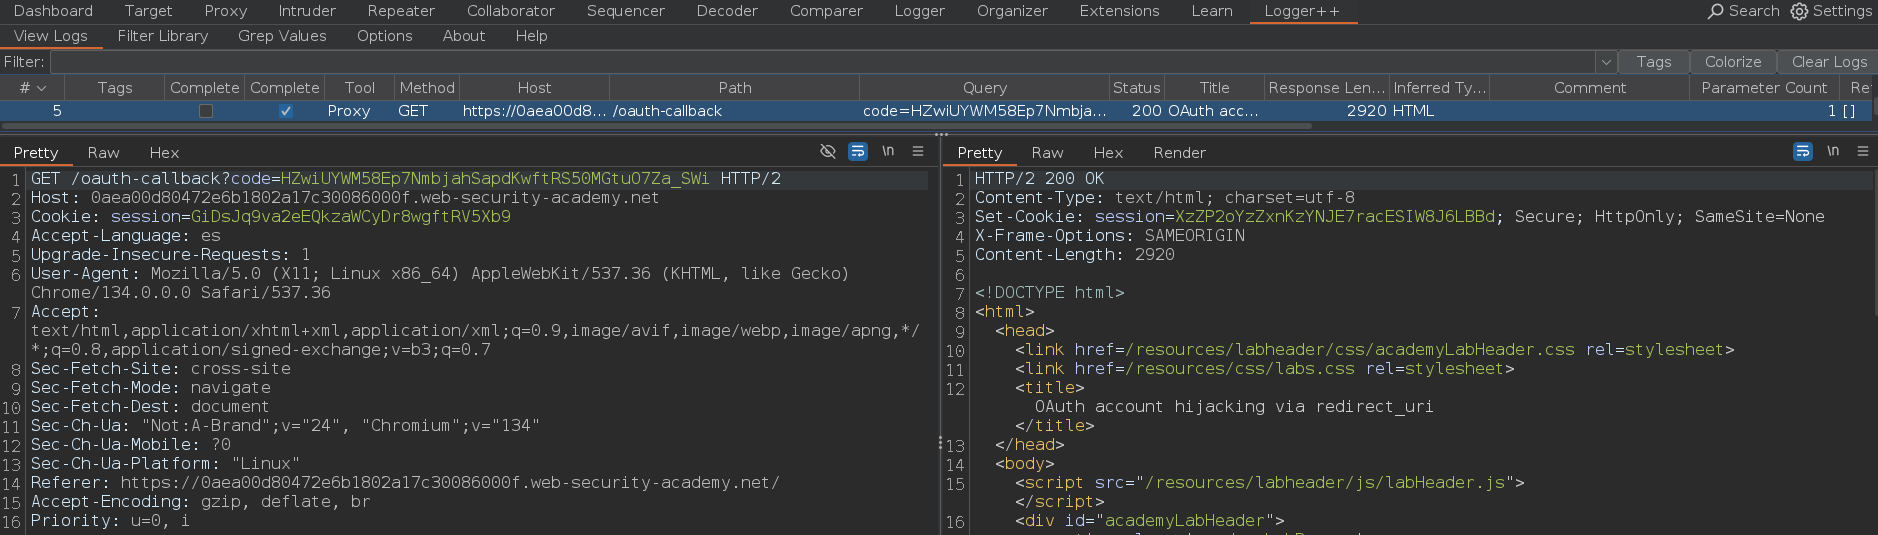 Dashboard Target Proxy Intruder Repeater Collaborator Sequencer Decoder Comparer Logger Organizer Extensions Learn Logger++ Search Settings
View Logs Filter Library Grep Values Options About Help
Filter: Tags Colorize Clear Logs
# Tags Complete Complete Tool Method Host Path Query Status Title Response Len... Inferred Ty... Comment Parameter Count Re
5 Proxy GET https://0aea00d8... /oauth-callback code=HZwiUYWM58Ep7Nmbja... 200 OAuth acc... 2920 HTML 1 []
Pretty Raw Hex \n
1 GET /oauth-callback?code=HZwiUYWM58Ep7NmbjahSapdKwftRS50MGtuO7Za_SWi HTTP/2
2 Host: 0aea00d80472e6b1802a17c30086000f.web-security-academy.net
3 Cookie: session=GiDsJq9va2eEQkzaWCyDr8wgftRV5Xb9
4 Accept-Language: es
5 Upgrade-Insecure-Requests: 1
6 User-Agent: Mozilla/5.0 (X11; Linux x86_64) AppleWebKit/537.36 (KHTML, like Gecko)
Chrome/134.0.0.0 Safari/537.36
7 Accept:
text/html,application/xhtml+xml,application/xml;q=0.9,image/avif,image/webp,image/apng,*/
*;q=0.8,application/signed-exchange;v=b3;q=0.7
8 Sec-Fetch-Site: cross-site
9 Sec-Fetch-Mode: navigate
10 Sec-Fetch-Dest: document
11 Sec-Ch-Ua: "Not:A-Brand";v="24", "Chromium";v="134"
12 Sec-Ch-Ua-Mobile: ?0
13 Sec-Ch-Ua-Platform: "Linux"
14 Referer: https://0aea00d80472e6b1802a17c30086000f.web-security-academy.net/
15 Accept-Encoding: gzip, deflate, br
16 Priority: u=0, i
Pretty Raw Hex Render \n
1 HTTP/2 200 OK
2 Content-Type: text/html; charset=utf-8
3 Set-Cookie: session=XzZP2oYzZxnKzYNJE7racESIW8J6LBBd; Secure; HttpOnly; SameSite=None
4 X-Frame-Options: SAMEORIGIN
5 Content-Length: 2920
6
7 <!DOCTYPE html>
8 <html>
9 <head>
10 <link href=/resources/labheader/css/academyLabHeader.css rel=stylesheet>
11 <link href=/resources/css/labs.css rel=stylesheet>
12 <title>
OAuth account hijacking via redirect_uri
</title>
13 </head>
14 <body>
15 <script src="/resources/labheader/js/labHeader.js">
</script>
16 <div id="academyLabHeader">